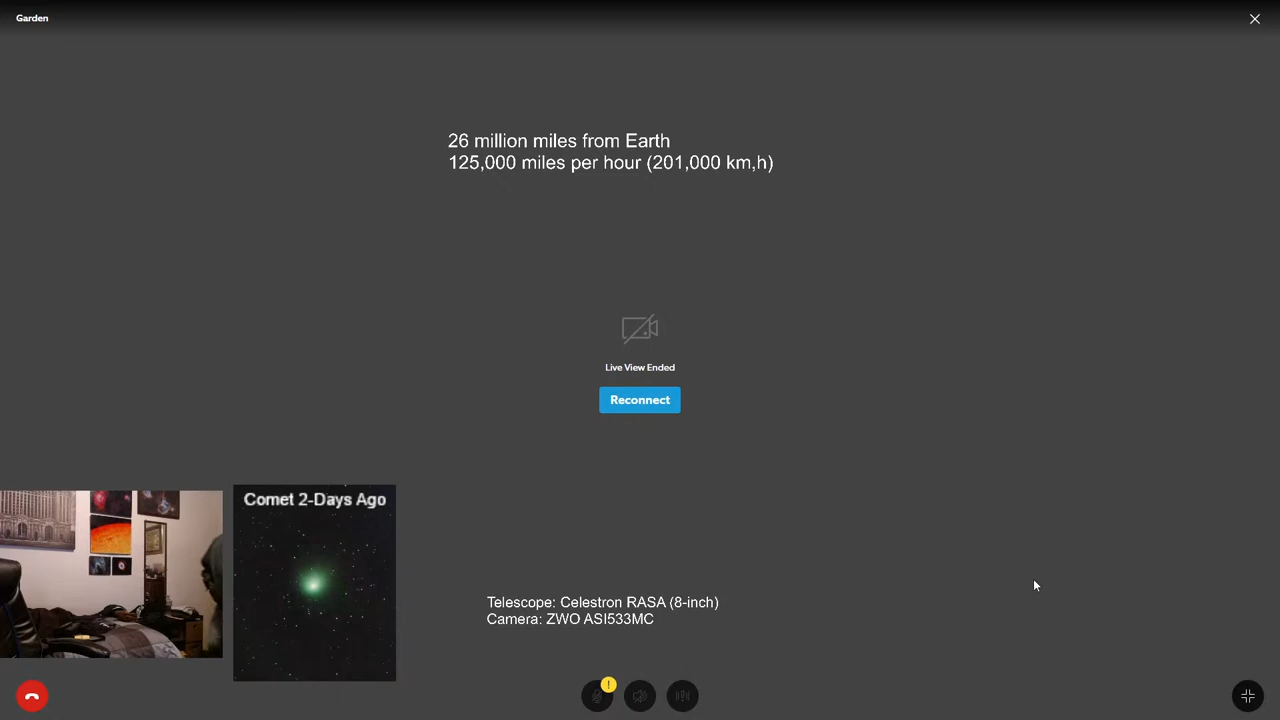 Garden
26 million miles from Earth
125,000 miles per hour (201,000 km,h)
Live View Ended
Reconnect
Comet 2-Days Ago
Telescope: Celestron RASA (8-inch)
Camera: ZWO ASI533MC
!